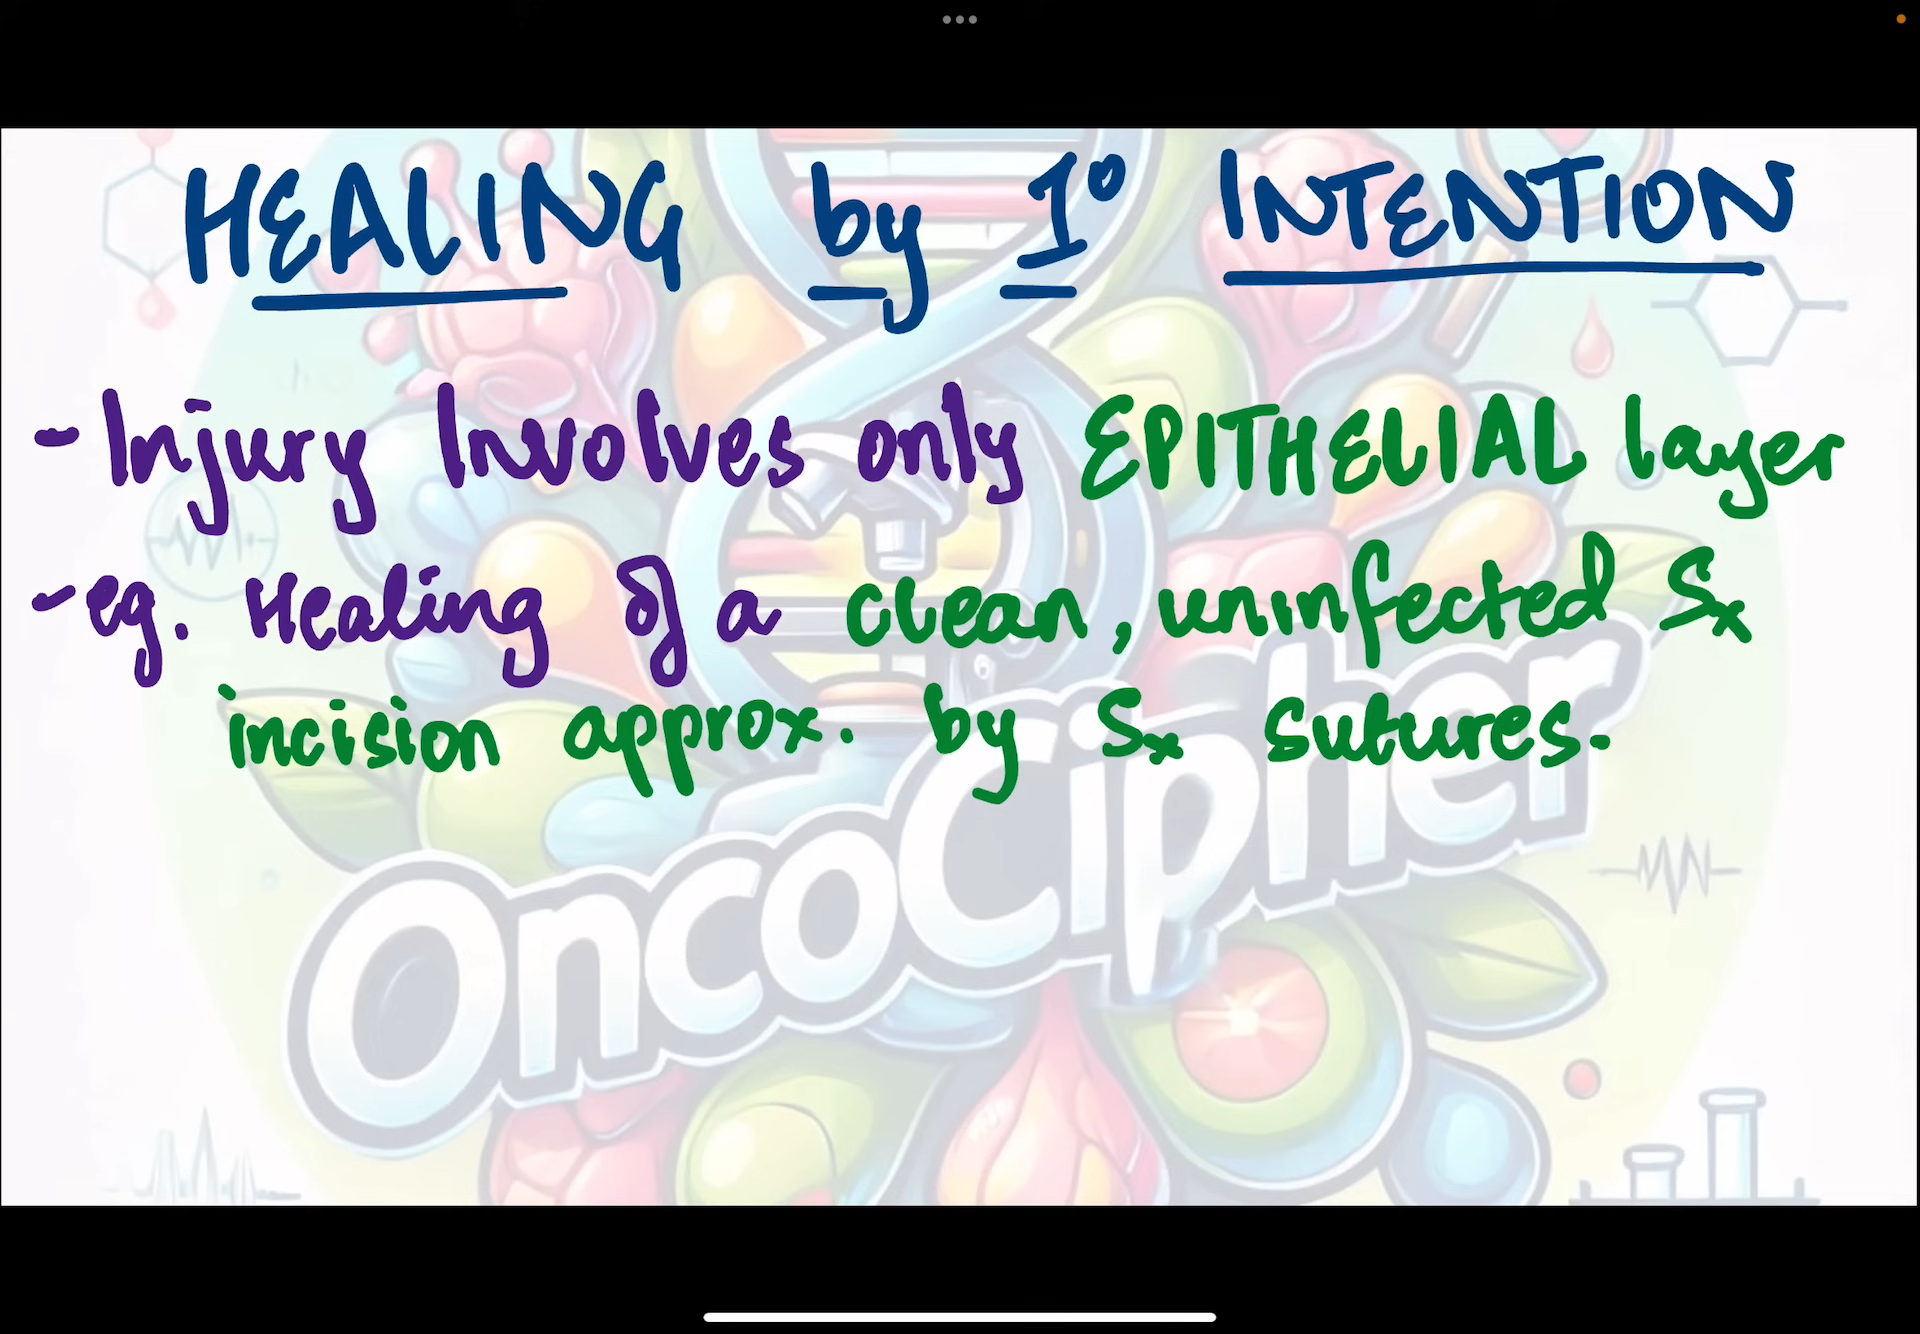 HEALING by 1° INTENTION
- Injury Involves only EPITHELIAL layer
- eg. Healing of a clean, uninfected Sx
incision approx. by Sx sutures.
OncoCipher